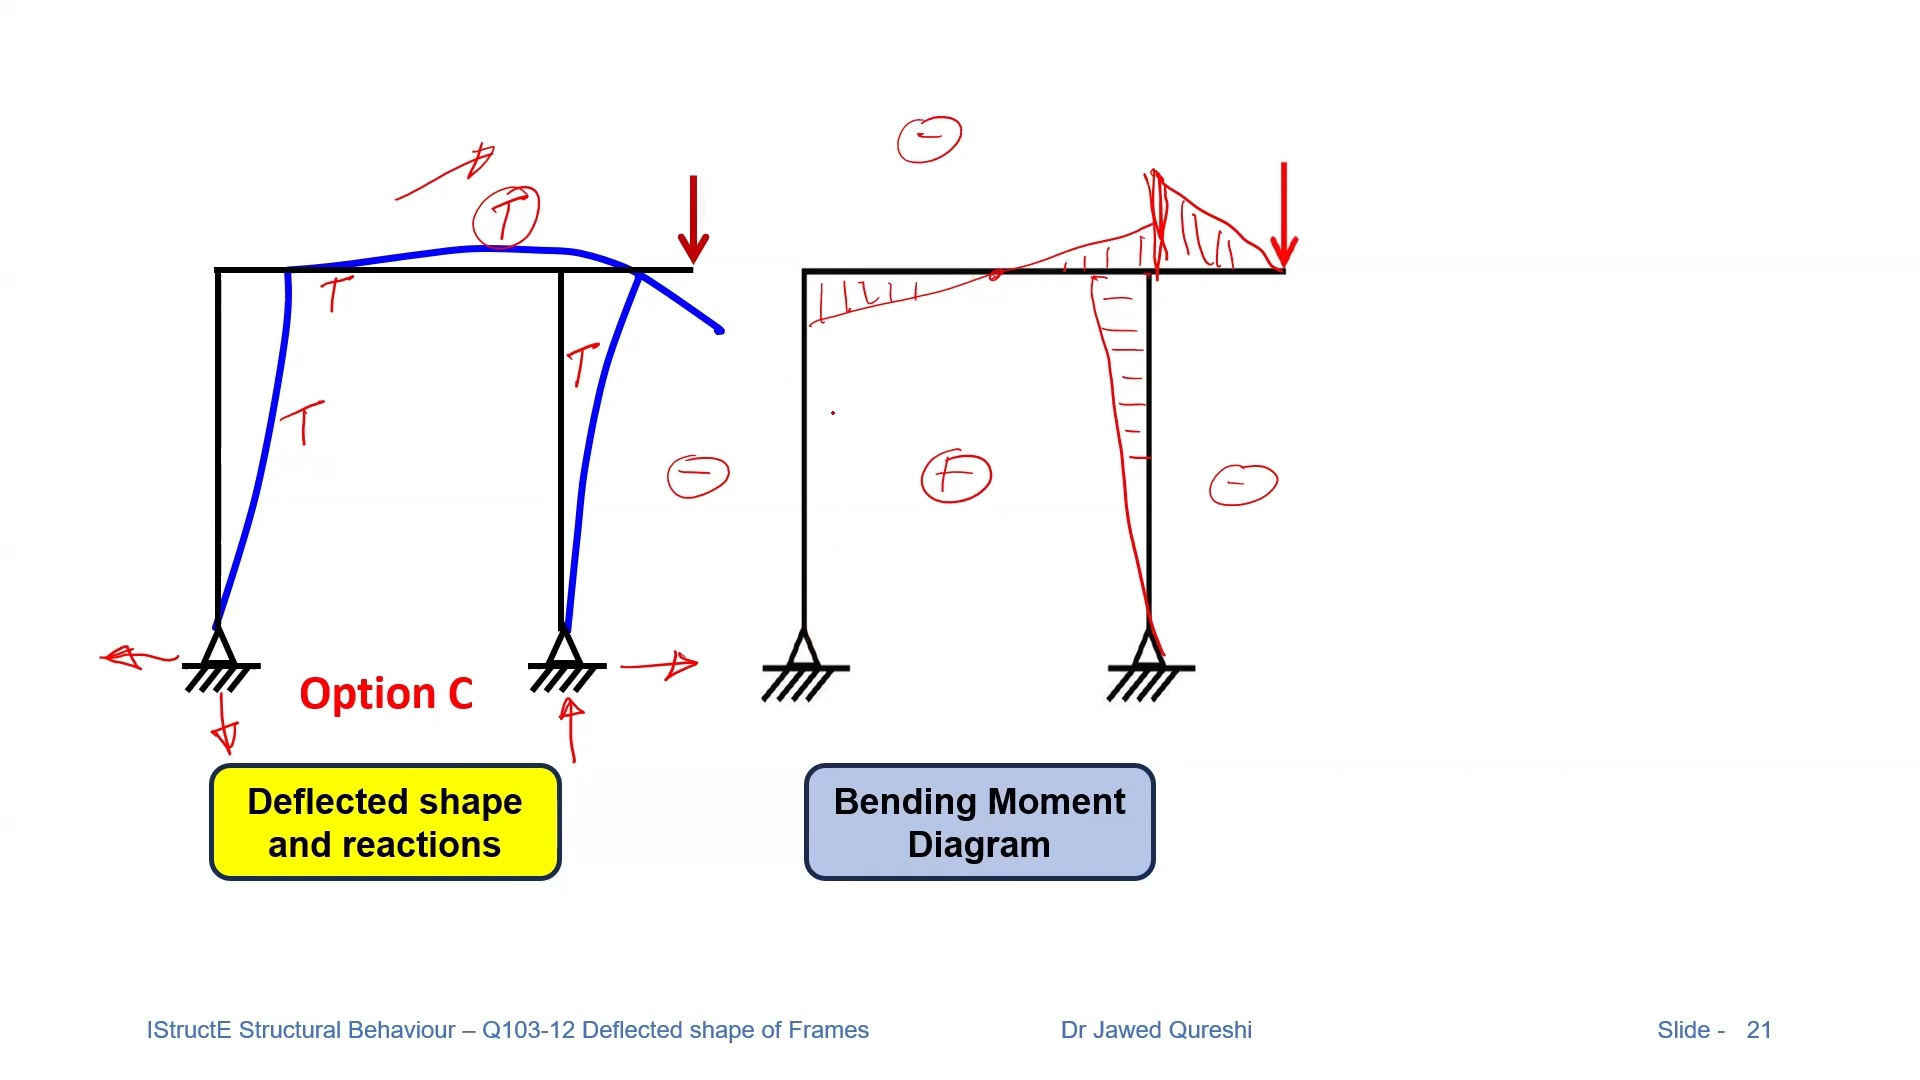 T
T
T
T
Option C
Deflected shape
and reactions
Bending Moment
Diagram
IStructE Structural Behaviour – Q103-12 Deflected shape of Frames
Dr Jawed Qureshi
Slide - 21